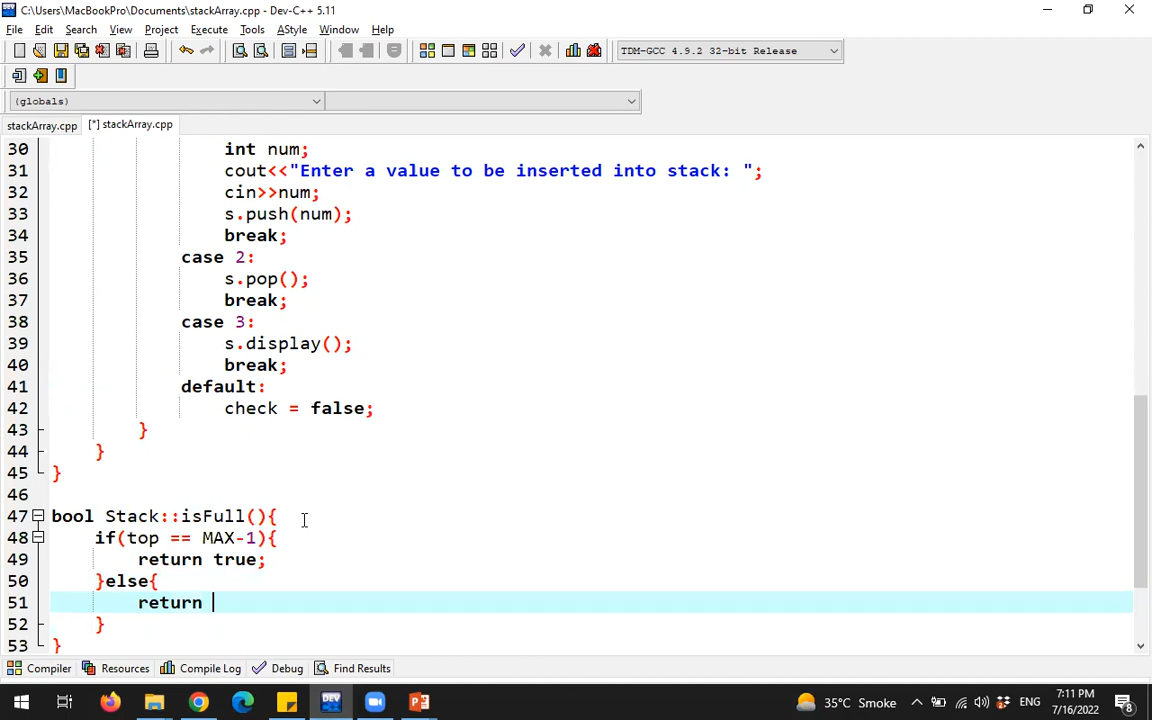 C:\Users\MacBookPro\Documents\stackArray.cpp - Dev-C++ 5.11
File Edit Search View Project Execute Tools AStyle Window Help
TDM-GCC 4.9.2 32-bit Release
(globals)
stackArray.cpp [*] stackArray.cpp
30 int num;
31 cout<<"Enter a value to be inserted into stack: ";
32 cin>>num;
33 s.push(num);
34 break;
35 case 2:
36 s.pop();
37 break;
38 case 3:
39 s.display();
40 break;
41 default:
42 check = false;
43 }
44 }
45 }
46
47 bool Stack::isFull(){
48 if(top == MAX-1){
49 return true;
50 }else{
51 return
52 }
53 }
Compiler Resources Compile Log Debug Find Results
DEV
35°C Smoke ENG 7:11 PM
7/16/2022 8